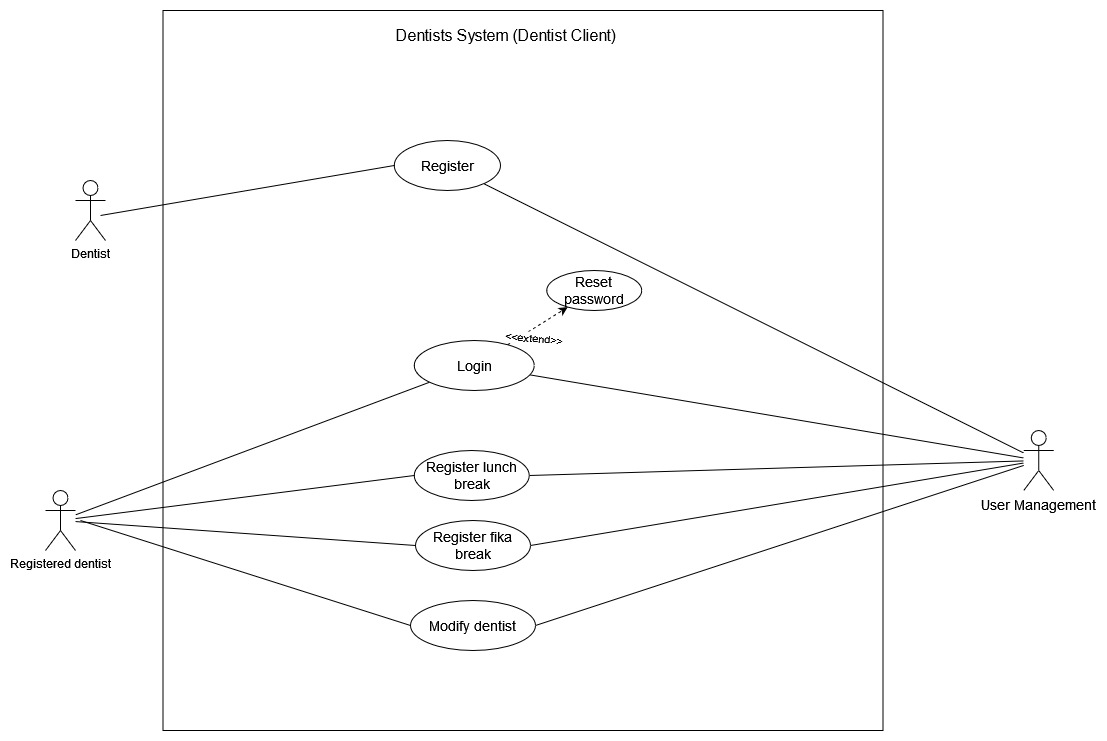 Dentists System (Dentist Client)
Register
Dentist
Reset
password
<<extend>>
Login
Register lunch
break
User Management
Register fika
break
Registered dentist
Modify dentist